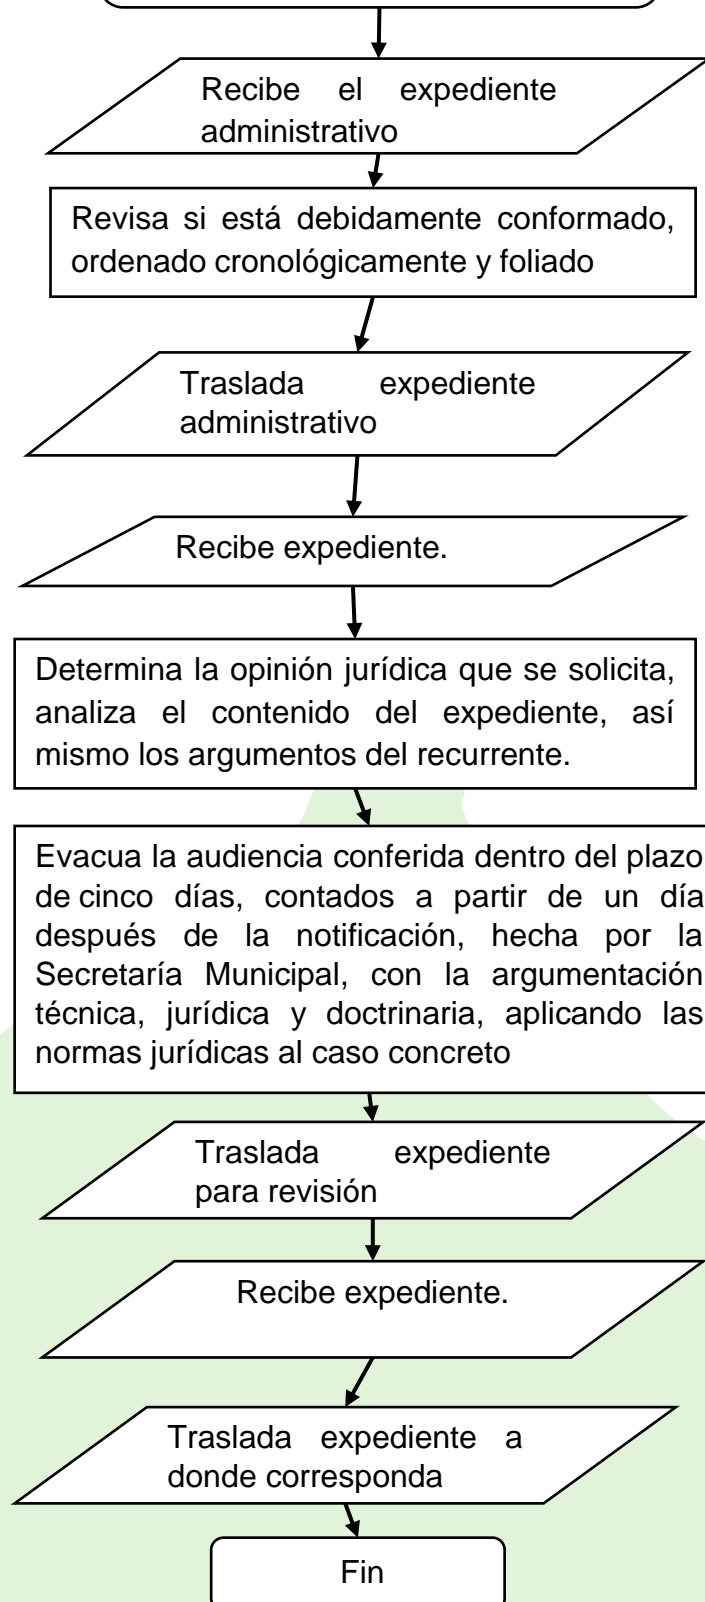 Recibe el expediente
administrativo
Revisa si está debidamente conformado,
ordenado cronológicamente y foliado
Traslada expediente
administrativo
Recibe expediente.
Determina la opinión jurídica que se solicita,
analiza el contenido del expediente, así
mismo los argumentos del recurrente.
Evacua la audiencia conferida dentro del plazo
de cinco días, contados a partir de un día
después de la notificación, hecha por la
Secretaría Municipal, con la argumentación
técnica, jurídica y doctrinaria, aplicando las
normas jurídicas al caso concreto
Traslada expediente
para revisión
Recibe expediente.
Traslada expediente a
donde corresponda
Fin